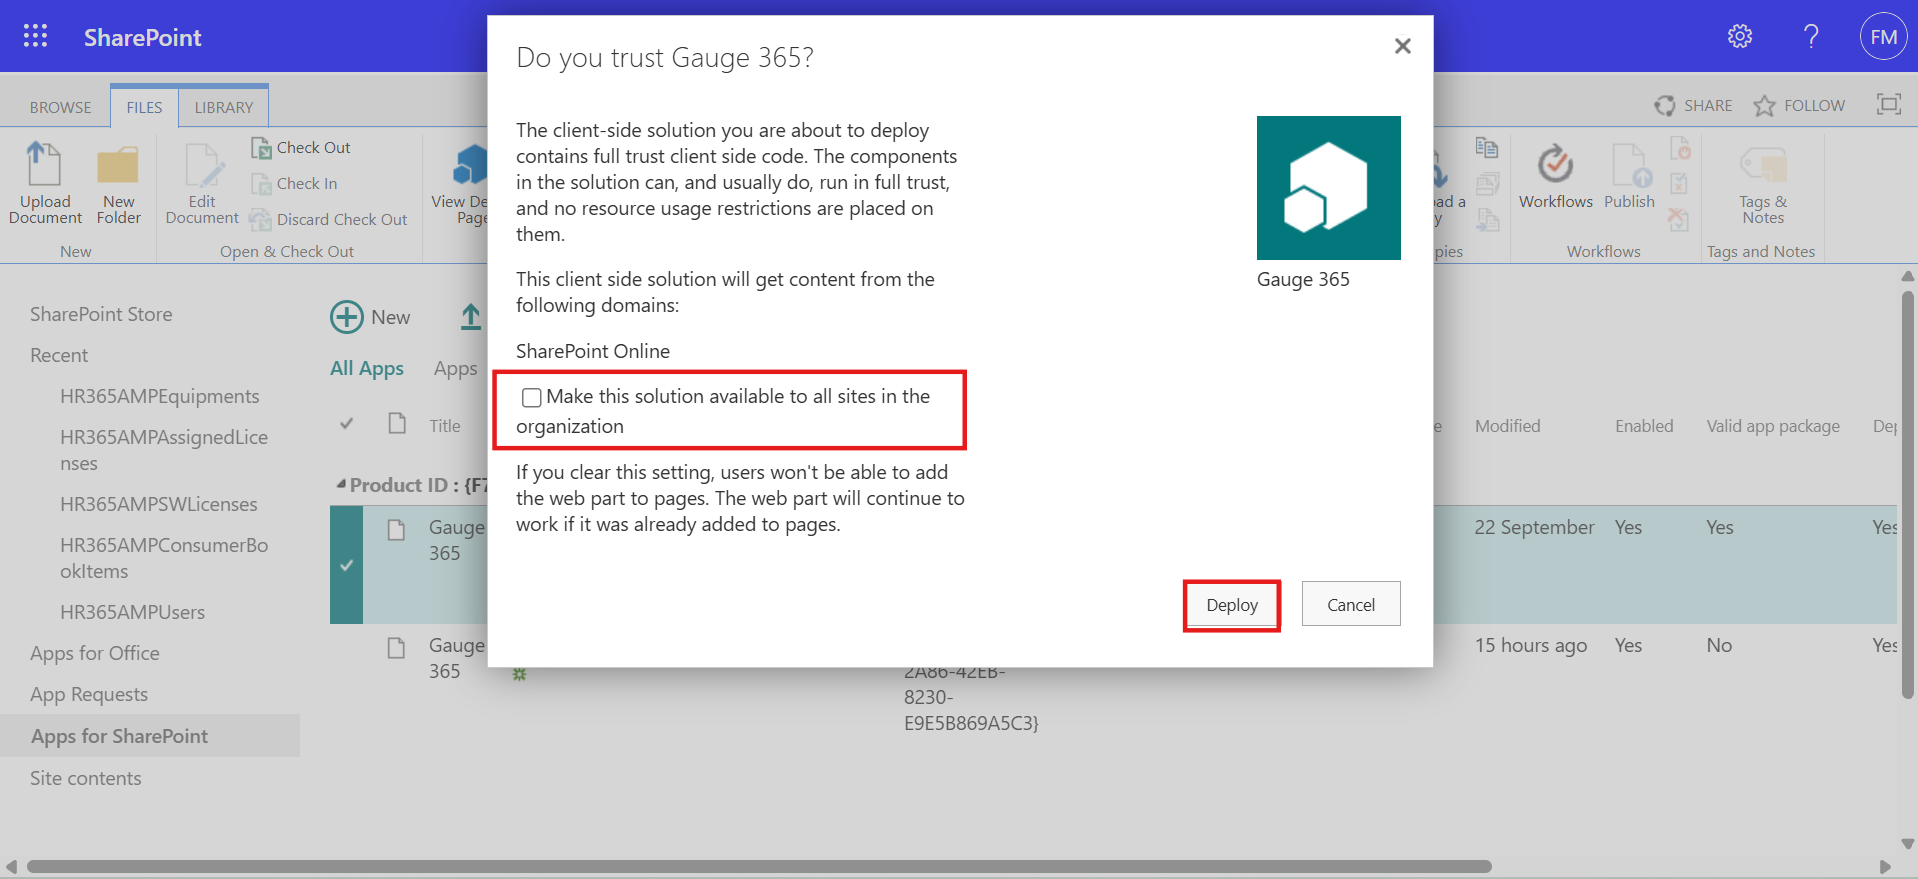 SharePoint
FM
BROWSE
FILES
LIBRARY
SHARE
FOLLOW
Upload
Document
New
Folder
New
Edit
Document
Check Out
Check In
Discard Check Out
Open & Check Out
View De
Page
ad a
y
pies
Workflows
Publish
Workflows
Tags &
Notes
Tags and Notes
Do you trust Gauge 365?
The client-side solution you are about to deploy
contains full trust client side code. The components
in the solution can, and usually do, run in full trust,
and no resource usage restrictions are placed on
them.
This client side solution will get content from the
following domains:
SharePoint Online
Make this solution available to all sites in the
organization
If you clear this setting, users won't be able to add
the web part to pages. The web part will continue to
work if it was already added to pages.
Gauge 365
Deploy
Cancel
SharePoint Store
Recent
HR365AMPEquipments
HR365AMPAssignedLice
nses
HR365AMPSWLicenses
HR365AMPConsumerBo
okItems
HR365AMPUsers
Apps for Office
App Requests
Apps for SharePoint
Site contents
New
All Apps
Apps
Title
e
Modified
Enabled
Valid app package
Dep
Product ID : {F7
Gauge
365
22 September
Yes
Yes
Yes
Gauge
365
2A86-42EB-
8230-
E9E5B869A5C3}
15 hours ago
Yes
No
Yes